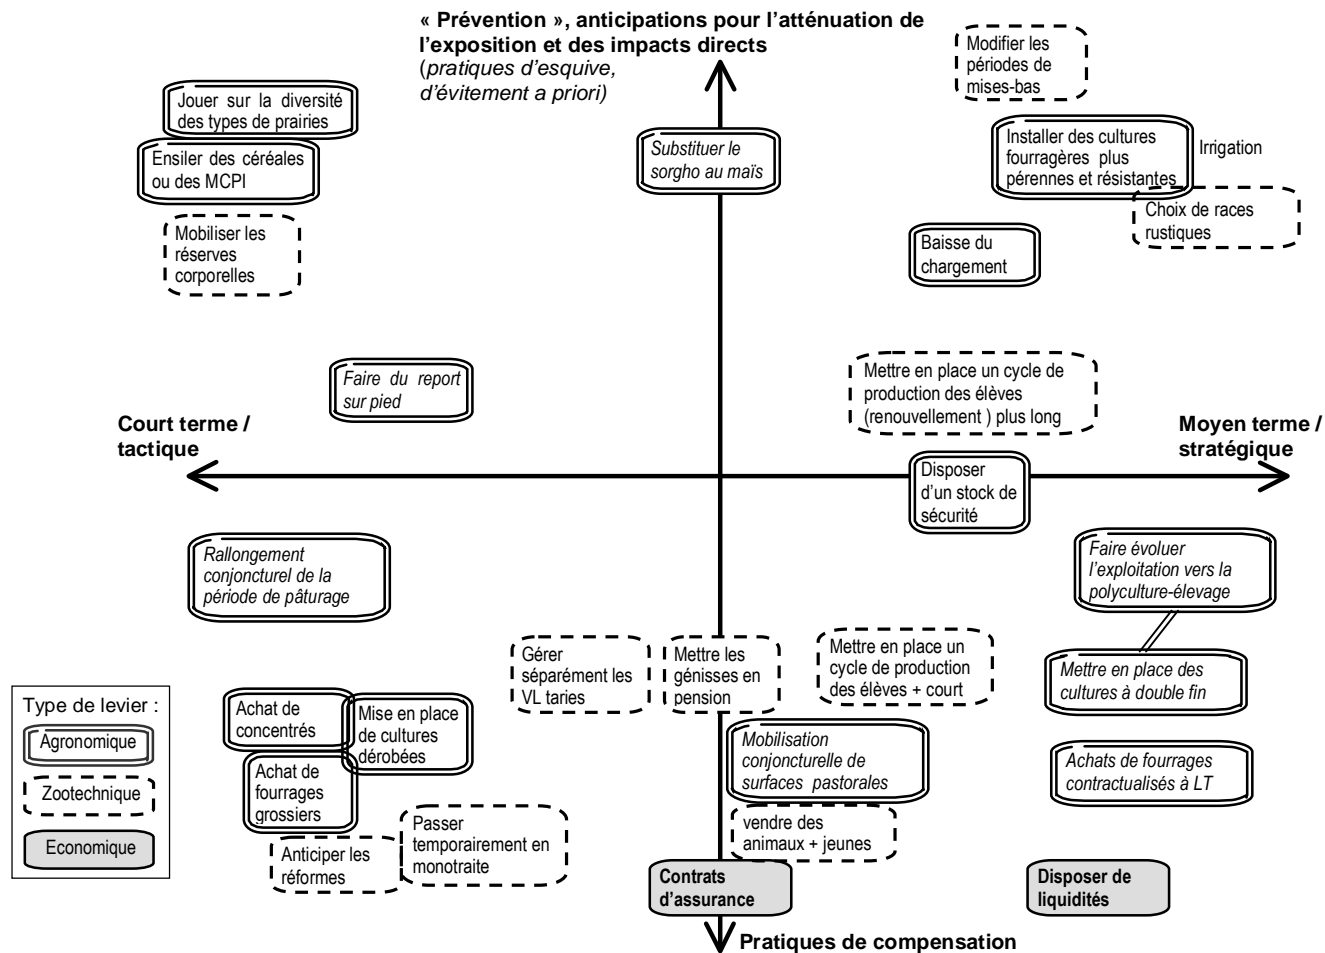 « Prévention », anticipations pour l’atténuation de
l’exposition et des impacts directs
(pratiques d’esquive,
d’évitement a priori)
Modifier les
périodes de
mises-bas
Jouer sur la diversité
des types de prairies
Ensiler des céréales
ou des MCPI
Mobiliser les
réserves
corporelles
Substituer le
sorgho au maïs
Installer des cultures
fourragères plus
pérennes et résistantes
Irrigation
Choix de races
rustiques
Baisse du
chargement
Faire du report
sur pied
Mettre en place un cycle de
production des élèves
(renouvellement ) plus long
Court terme /
tactique
Moyen terme /
stratégique
Disposer
d’un stock de
sécurité
Rallongement
conjoncturel de la
période de pâturage
Faire évoluer
l’exploitation vers la
polyculture-élevage
Gérer
séparément les
VL taries
Mettre les
génisses en
pension
Mettre en place un
cycle de production
des élèves + court
Mettre en place des
cultures à double fin
Achat de
concentrés
Mise en place
de cultures
dérobées
Achat de
fourrages
grossiers
Mobilisation
conjoncturelle de
surfaces pastorales
Achats de fourrages
contractualisés à LT
Anticiper les
réformes
Passer
temporairement en
monotraite
vendre des
animaux + jeunes
Contrats
d’assurance
Disposer de
liquidités
Pratiques de compensation
Type de levier :
Agronomique
Zootechnique
Economique